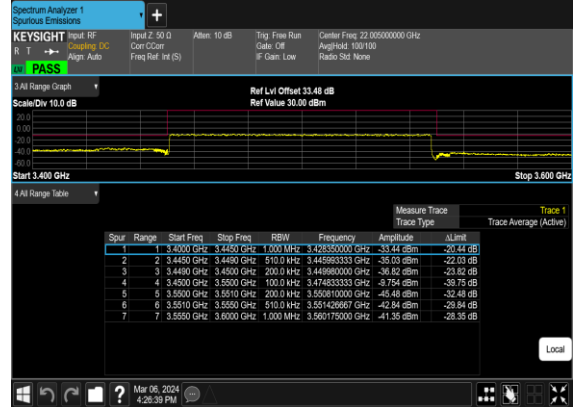 Spectrum Analyzer 1
Spurious Emissions
+
KEYSIGHT Input: RF Input Z: 50 Ω Atten: 10 dB Trig: Free Run Center Freq: 22.005000000 GHz
R T Coupling: DC Corr CCorr Gate: Off Avg|Hold: 100/100
Align: Auto Freq Ref: Int (S) IF Gain: Low Radio Std: None
PASS
3 All Range Graph
Ref Lvl Offset 33.48 dB
Scale/Div 10.0 dB Ref Value 30.00 dBm
20.0
0.00
-20.0
-40.0
-60.0
Start 3.400 GHz Stop 3.600 GHz
4 All Range Table
Measure Trace Trace 1
Trace Type Trace Average (Active)
Spur Range Start Freq Stop Freq RBW Frequency Amplitude ΔLimit
1 1 3.4000 GHz 3.4450 GHz 1.000 MHz 3.428350000 GHz -33.44 dBm -20.44 dB
2 2 3.4450 GHz 3.4490 GHz 510.0 kHz 3.445993333 GHz -35.03 dBm -22.03 dB
3 3 3.4490 GHz 3.4500 GHz 200.0 kHz 3.449980000 GHz -36.82 dBm -23.82 dB
4 4 3.4500 GHz 3.5500 GHz 100.0 kHz 3.474833333 GHz -9.754 dBm -39.75 dB
5 5 3.5500 GHz 3.5510 GHz 200.0 kHz 3.550810000 GHz -45.48 dBm -32.48 dB
6 6 3.5510 GHz 3.5550 GHz 510.0 kHz 3.551426667 GHz -42.84 dBm -29.84 dB
7 7 3.5550 GHz 3.6000 GHz 1.000 MHz 3.560175000 GHz -41.35 dBm -28.35 dB
Local
? Mar 06, 2024
4:26:39 PM